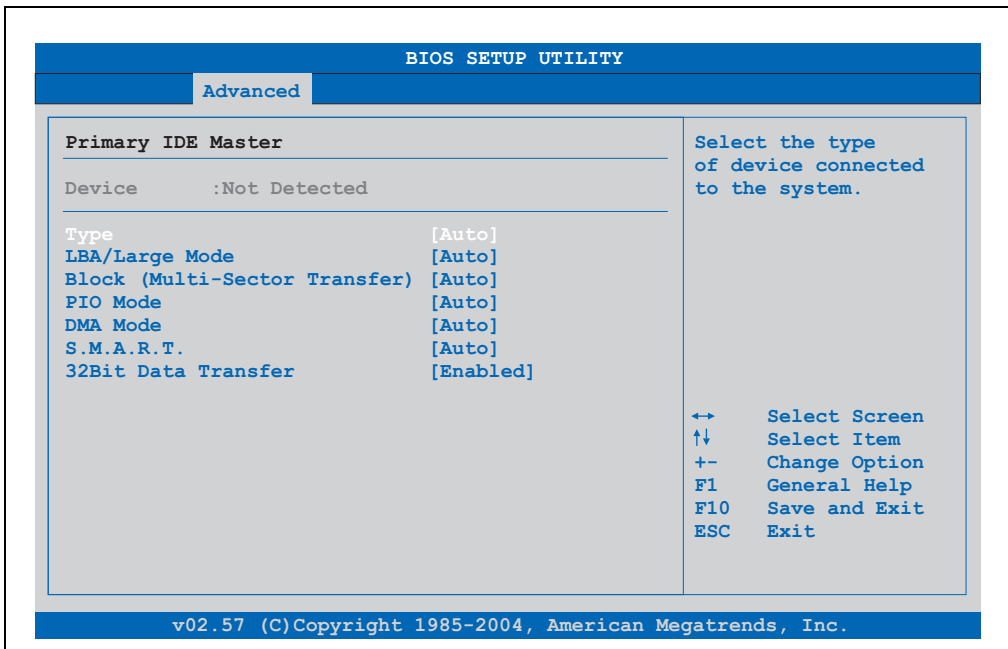 BIOS SETUP UTILITY
Advanced
Primary IDE Master
Device :Not Detected
Type [Auto]
LBA/Large Mode [Auto]
Block (Multi-Sector Transfer) [Auto]
PIO Mode [Auto]
DMA Mode [Auto]
S.M.A.R.T. [Auto]
32Bit Data Transfer [Enabled]
Select the type
of device connected
to the system.
↔ Select Screen
↑↓ Select Item
+- Change Option
F1 General Help
F10 Save and Exit
ESC Exit
v02.57 (C)Copyright 1985-2004, American Megatrends, Inc.